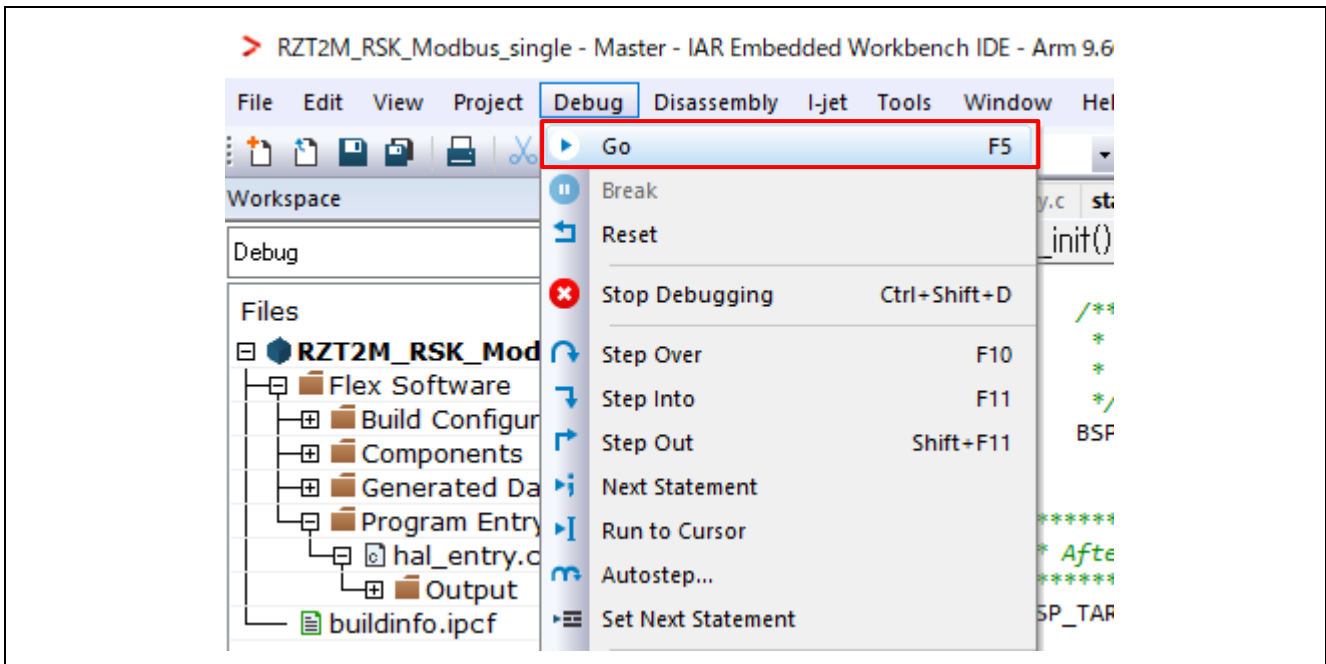 RZT2M_RSK_Modbus_single - Master - IAR Embedded Workbench IDE - Arm 9.6
File Edit View Project Debug Disassembly I-jet Tools Window Hel
Go F5
Workspace
Break
y.c sta
Reset
_init()
Debug
Stop Debugging Ctrl+Shift+D
Files
/**
*
RZT2M_RSK_Mod
Step Over F10
*
Flex Software
Step Into F11
*/
Build Configur
BSP
Step Out Shift+F11
Components
Generated Da
Next Statement
Program Entry
Run to Cursor
******
hal_entry.c
* Afte
Autostep...
******
Output
SP_TAR
buildinfo.ipcf
Set Next Statement